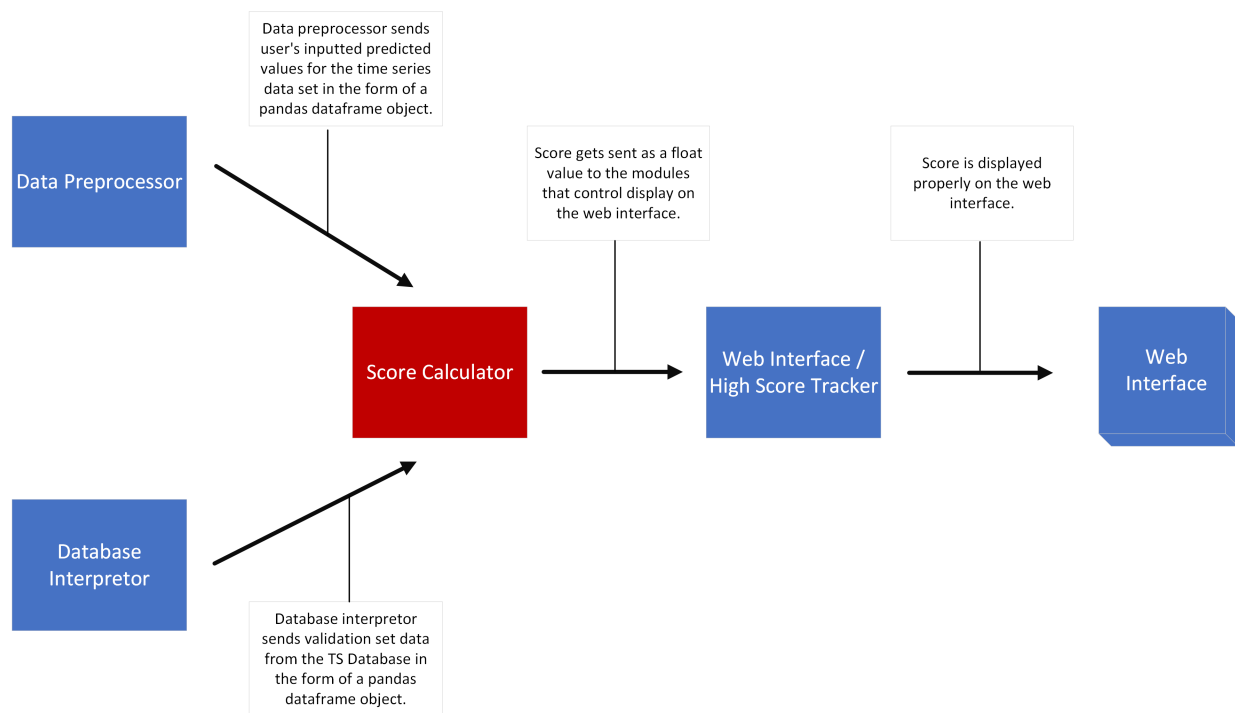 Data preprocessor sends
user's inputted predicted
values for the time series
data set in the form of a
pandas dataframe object.
Data Preprocessor
Score gets sent as a float
value to the modules
that control display on
the web interface.
Score is displayed
properly on the web
interface.
Score Calculator
Web Interface /
High Score Tracker
Web
Interface
Database
Interpretor
Database interpretor
sends validation set data
from the TS Database in
the form of a pandas
dataframe object.